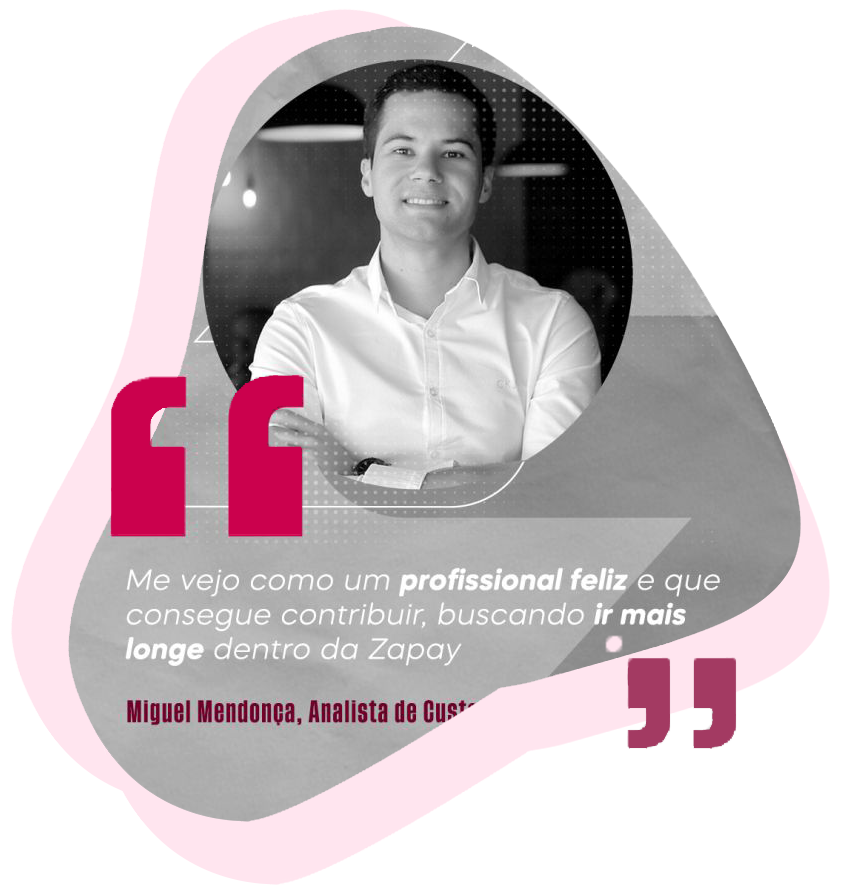 Me vejo como um profissional feliz e que
consegue contribuir, buscando ir mais
longe dentro da Zapay
Miguel Mendonça, Analista de